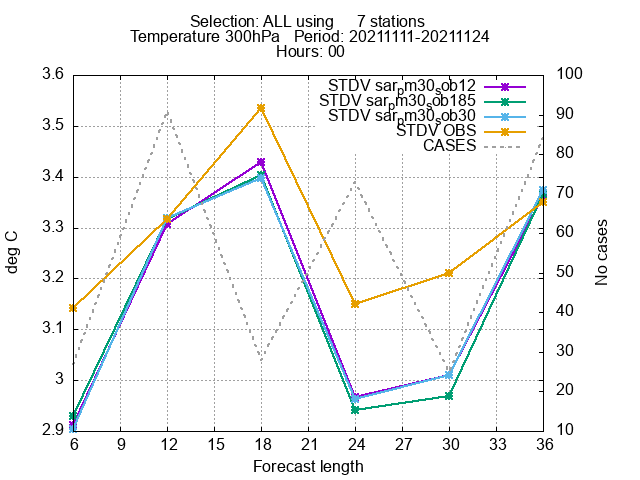 Selection: ALL using 7 stations
Temperature 300hPa Period: 20211111-20211124
Hours: 00
STDV sar_pm30_sob12
STDV sar_pm30_sob185
STDV sar_pm30_sob30
STDV OBS
CASES
3.6
3.5
3.4
3.3
3.2
3.1
3
2.9
deg C
100
90
80
70
60
50
40
30
20
10
No cases
6 9 12 15 18 21 24 27 30 33 36
Forecast length